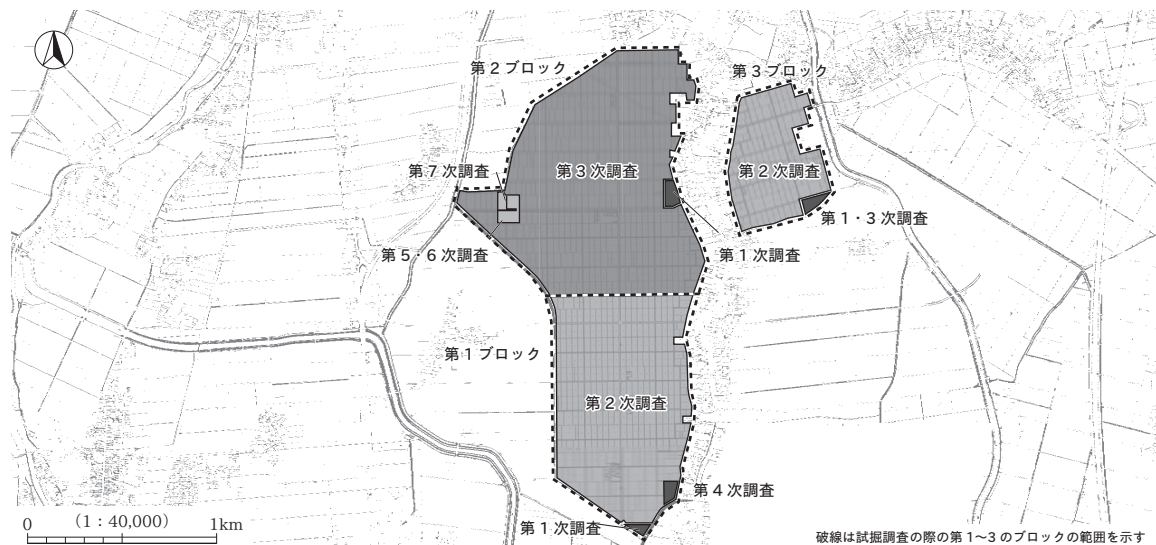 第2ブロック
第3ブロック
第7次調査
第3次調査
第2次調査
第1・3次調査
第5・6次調査
第1次調査
第1ブロック
第2次調査
第4次調査
第1次調査
0 （1：40,000） 1km
破線は試掘調査の際の第1～3のブロックの範囲を示す